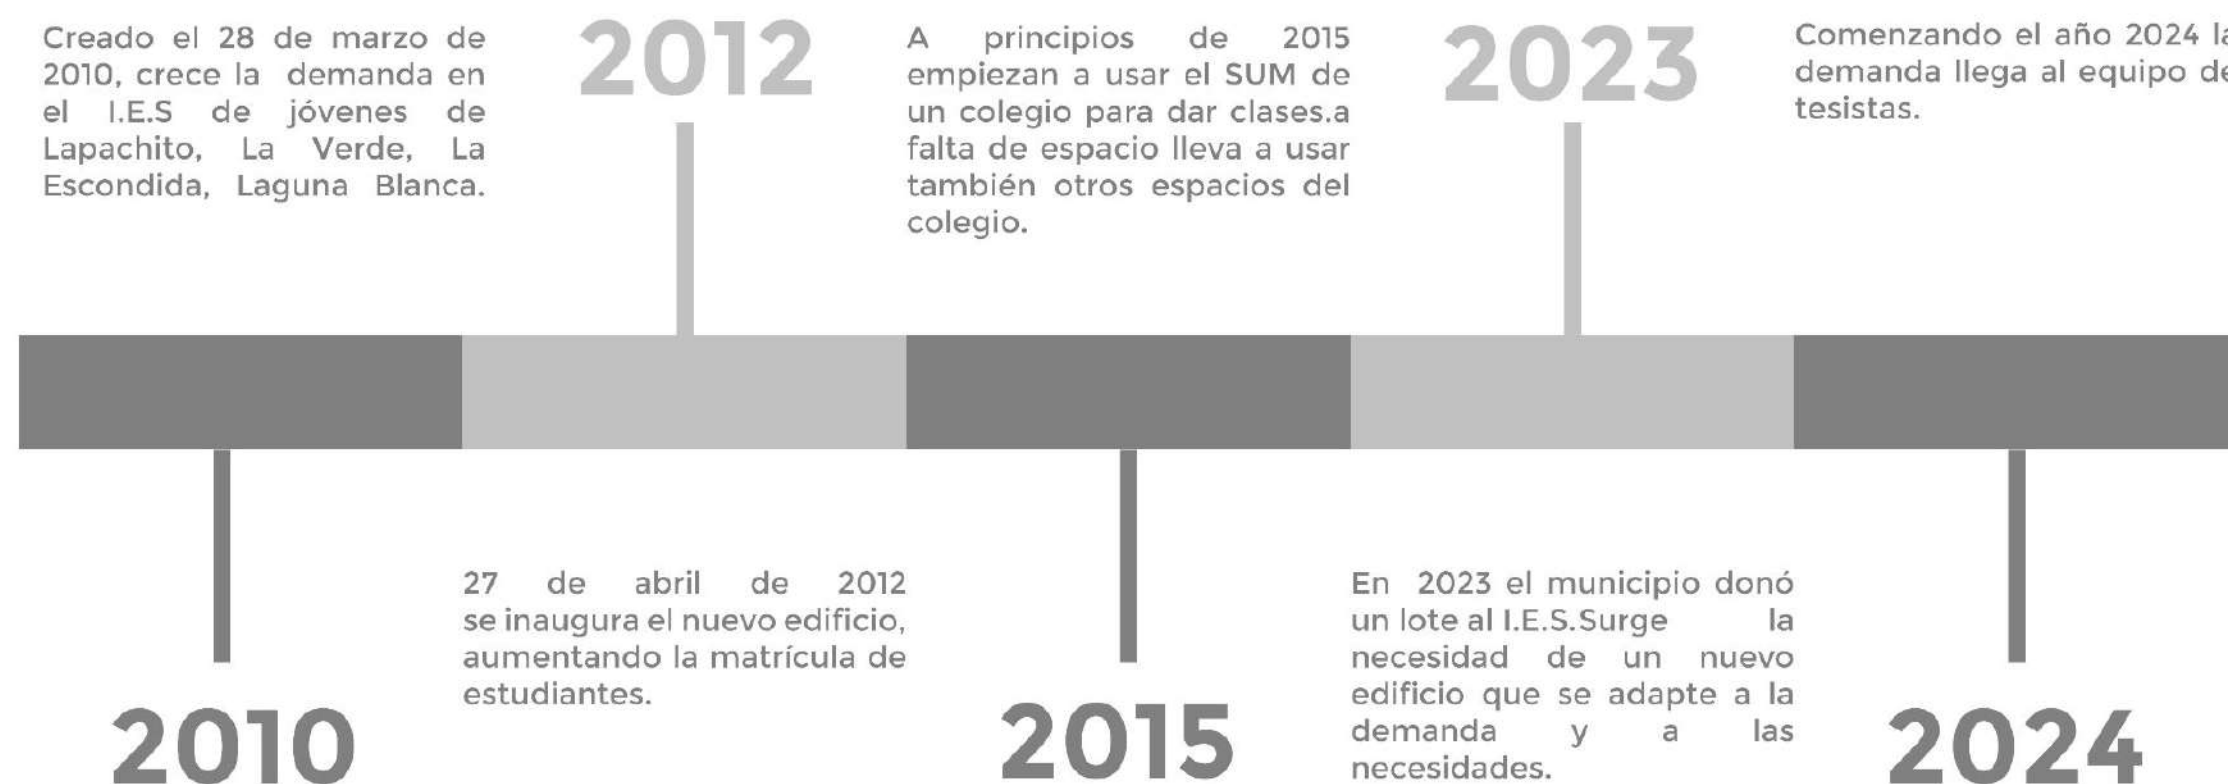 Creado el 28 de marzo de
2010, crece la demanda en
el I.E.S de jóvenes de
Lapachito, La Verde, La
Escondida, Laguna Blanca.
2012
A principios de 2015
empiezan a usar el SUM de
un colegio para dar clases.a
falta de espacio lleva a usar
también otros espacios del
colegio.
2023
Comenzando el año 2024 la
demanda llega al equipo de
tesistas.
2010
27 de abril de 2012
se inaugura el nuevo edificio,
aumentando la matrícula de
estudiantes.
2015
En 2023 el municipio donó
un lote al I.E.S.Surge la
necesidad de un nuevo
edificio que se adapte a la
demanda y a las
necesidades.
2024